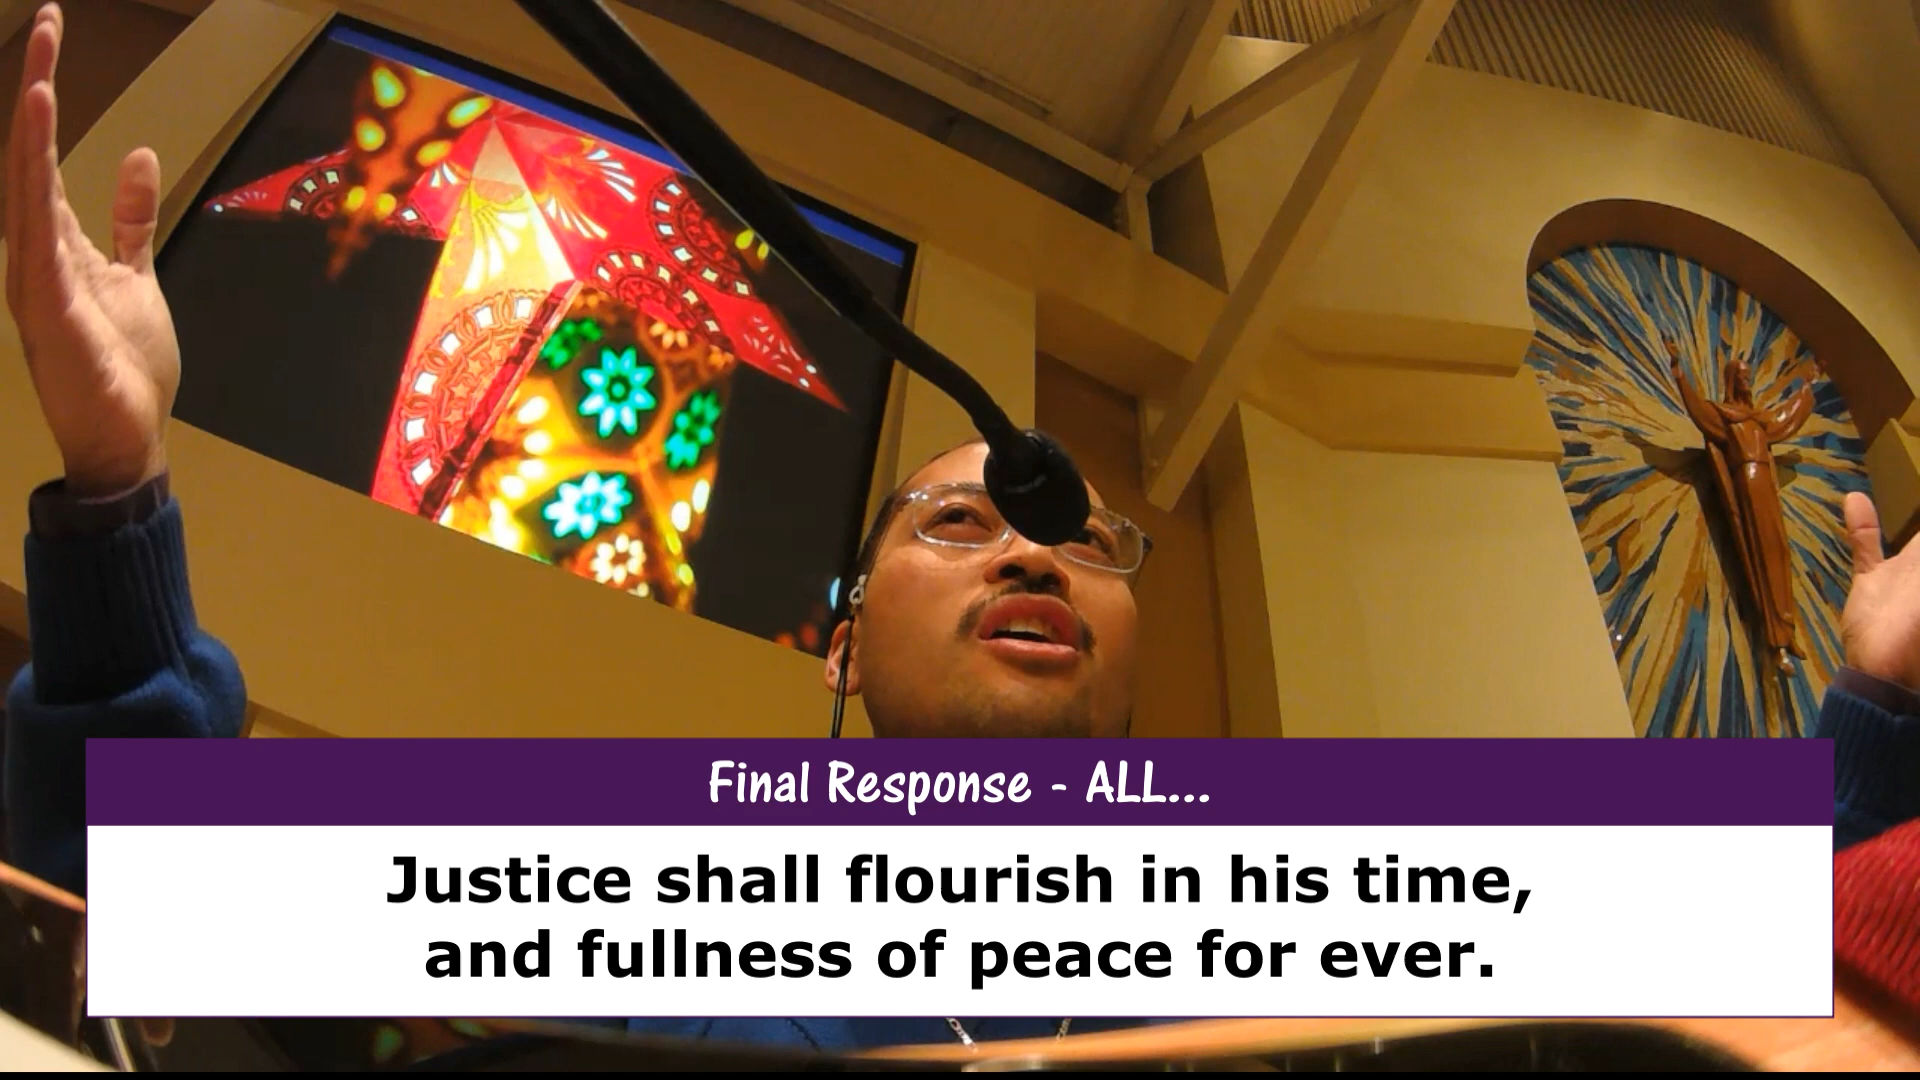 Final Response - ALL...
Justice shall flourish in his time,
and fullness of peace for ever.